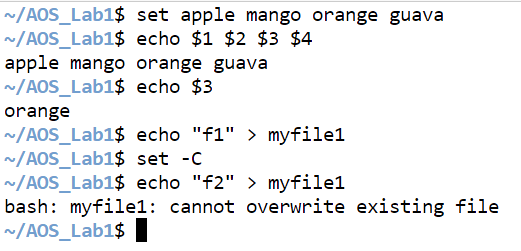 ~/AOS_Lab1$ set apple mango orange guava
~/AOS_Lab1$ echo $1 $2 $3 $4
apple mango orange guava
~/AOS_Lab1$ echo $3
orange
~/AOS_Lab1$ echo "f1" > myfile1
~/AOS_Lab1$ set -C
~/AOS_Lab1$ echo "f2" > myfile1
bash: myfile1: cannot overwrite existing file
~/AOS_Lab1$